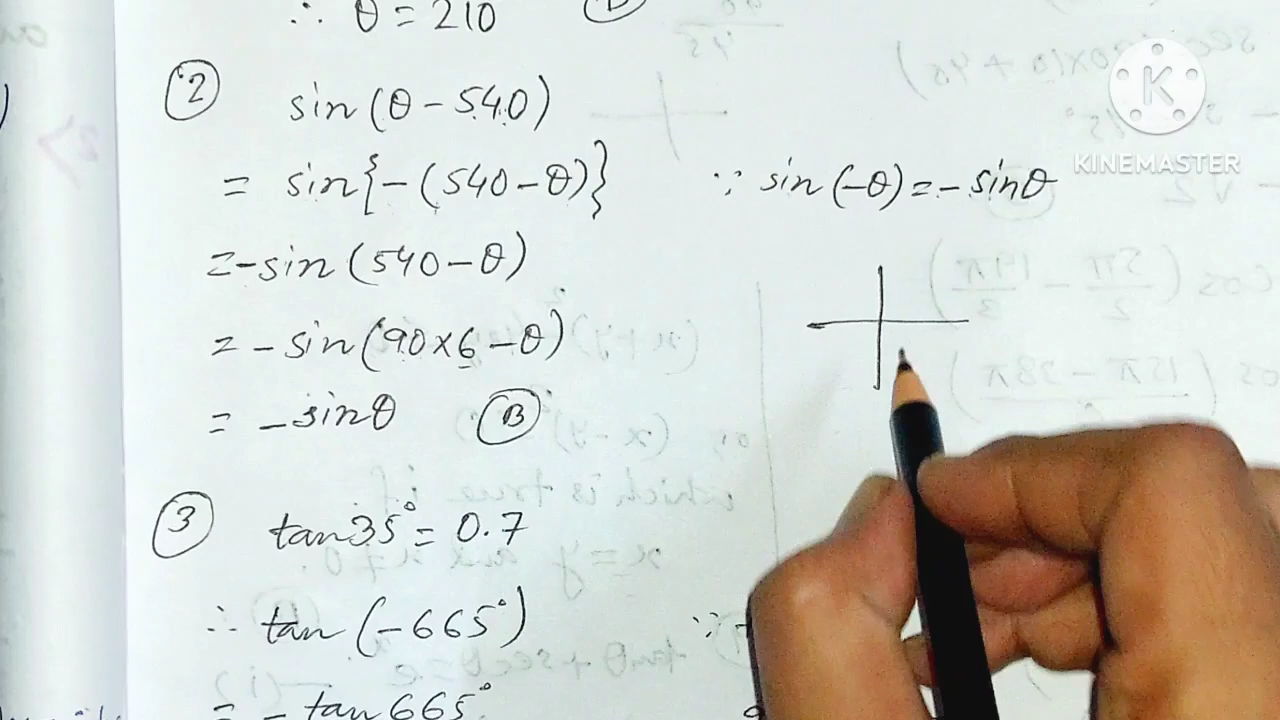 ∴ θ = 210
② sin(θ - 540)
= sin{-(540-θ)} ∵ sin(-θ) = -sinθ
= -sin(540-θ)
= -sin(90×6-θ)
= -sinθ Ⓑ
③ tan35° = 0.7
∴ tan(-665°) ∵
= - tan665°
K
KINEMASTER